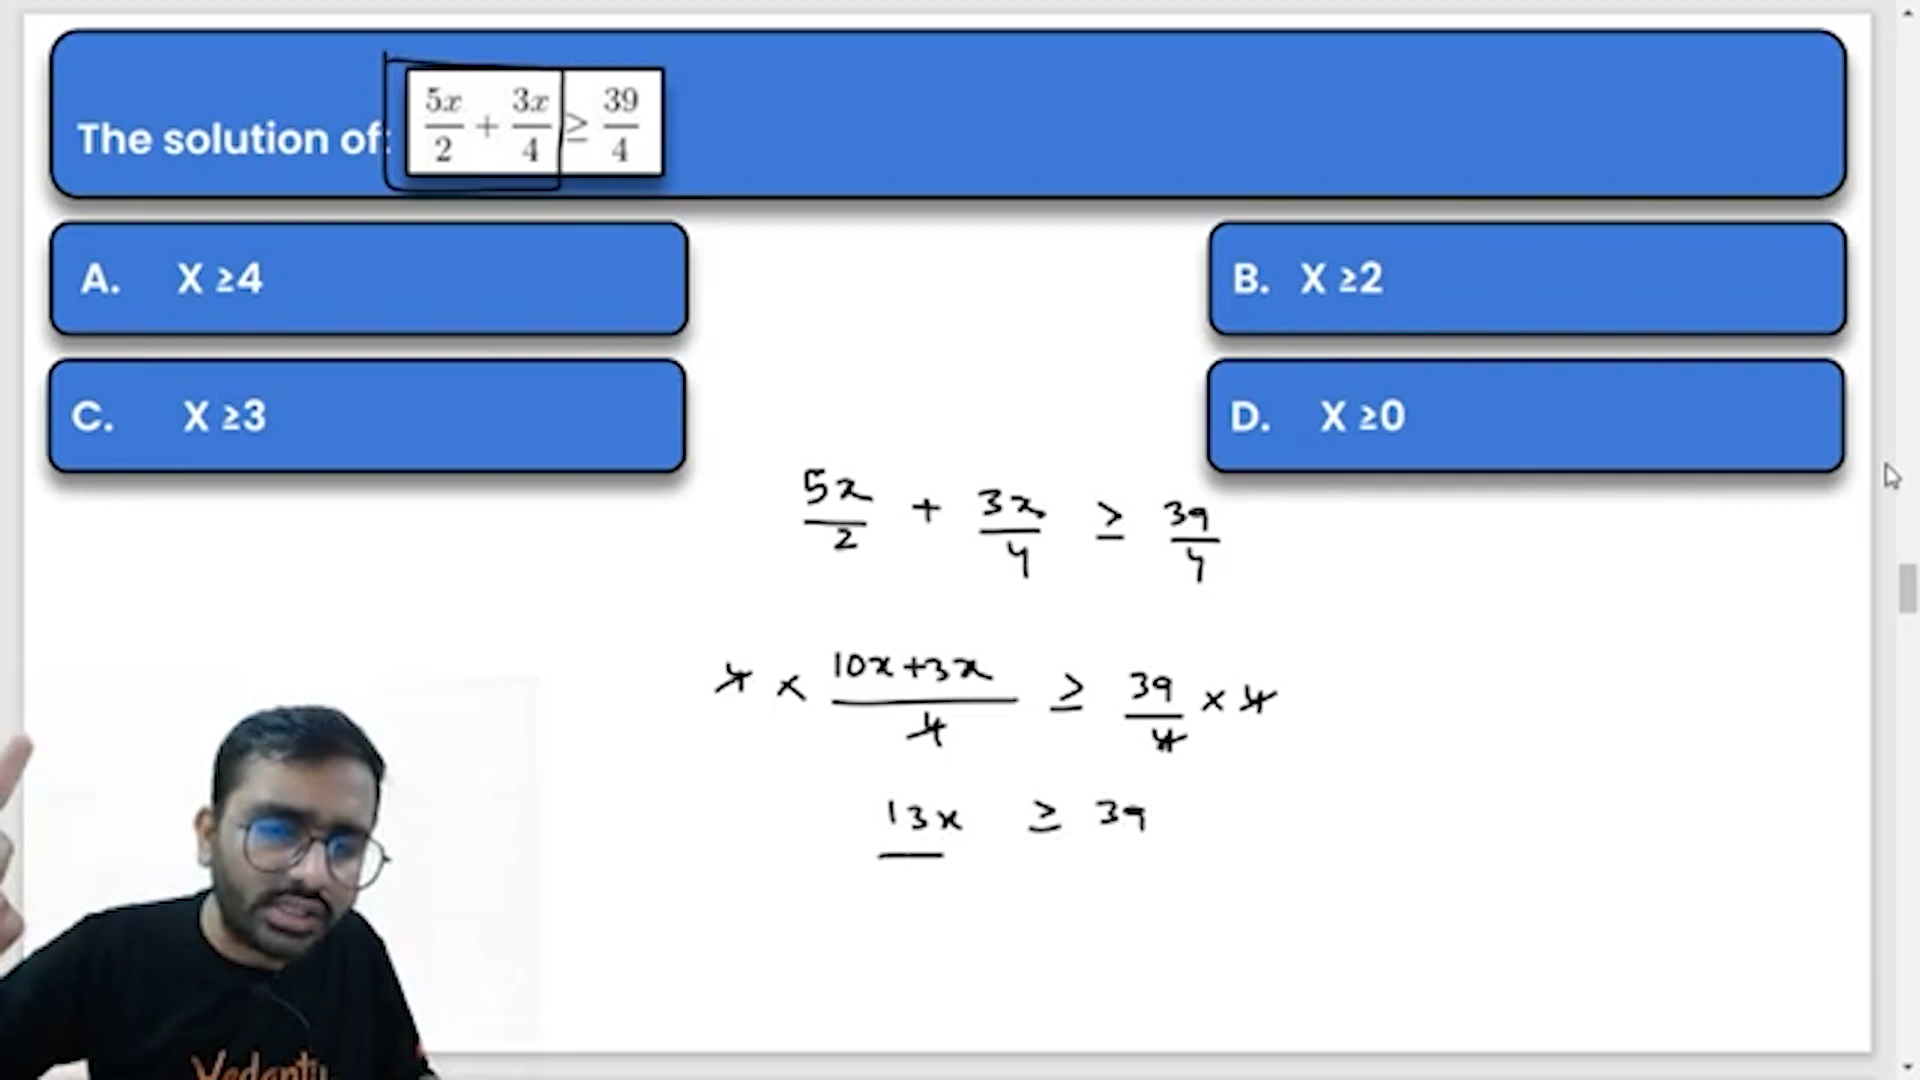 The solution of: 5x/2 + 3x/4 ≥ 39/4
A. X ≥4
B. X ≥2
C. X ≥3
D. X ≥0
5x/2 + 3x/4 ≥ 39/4
4 × (10x+3x)/4 ≥ 39/4 × 4
13x ≥ 39
Vedantu